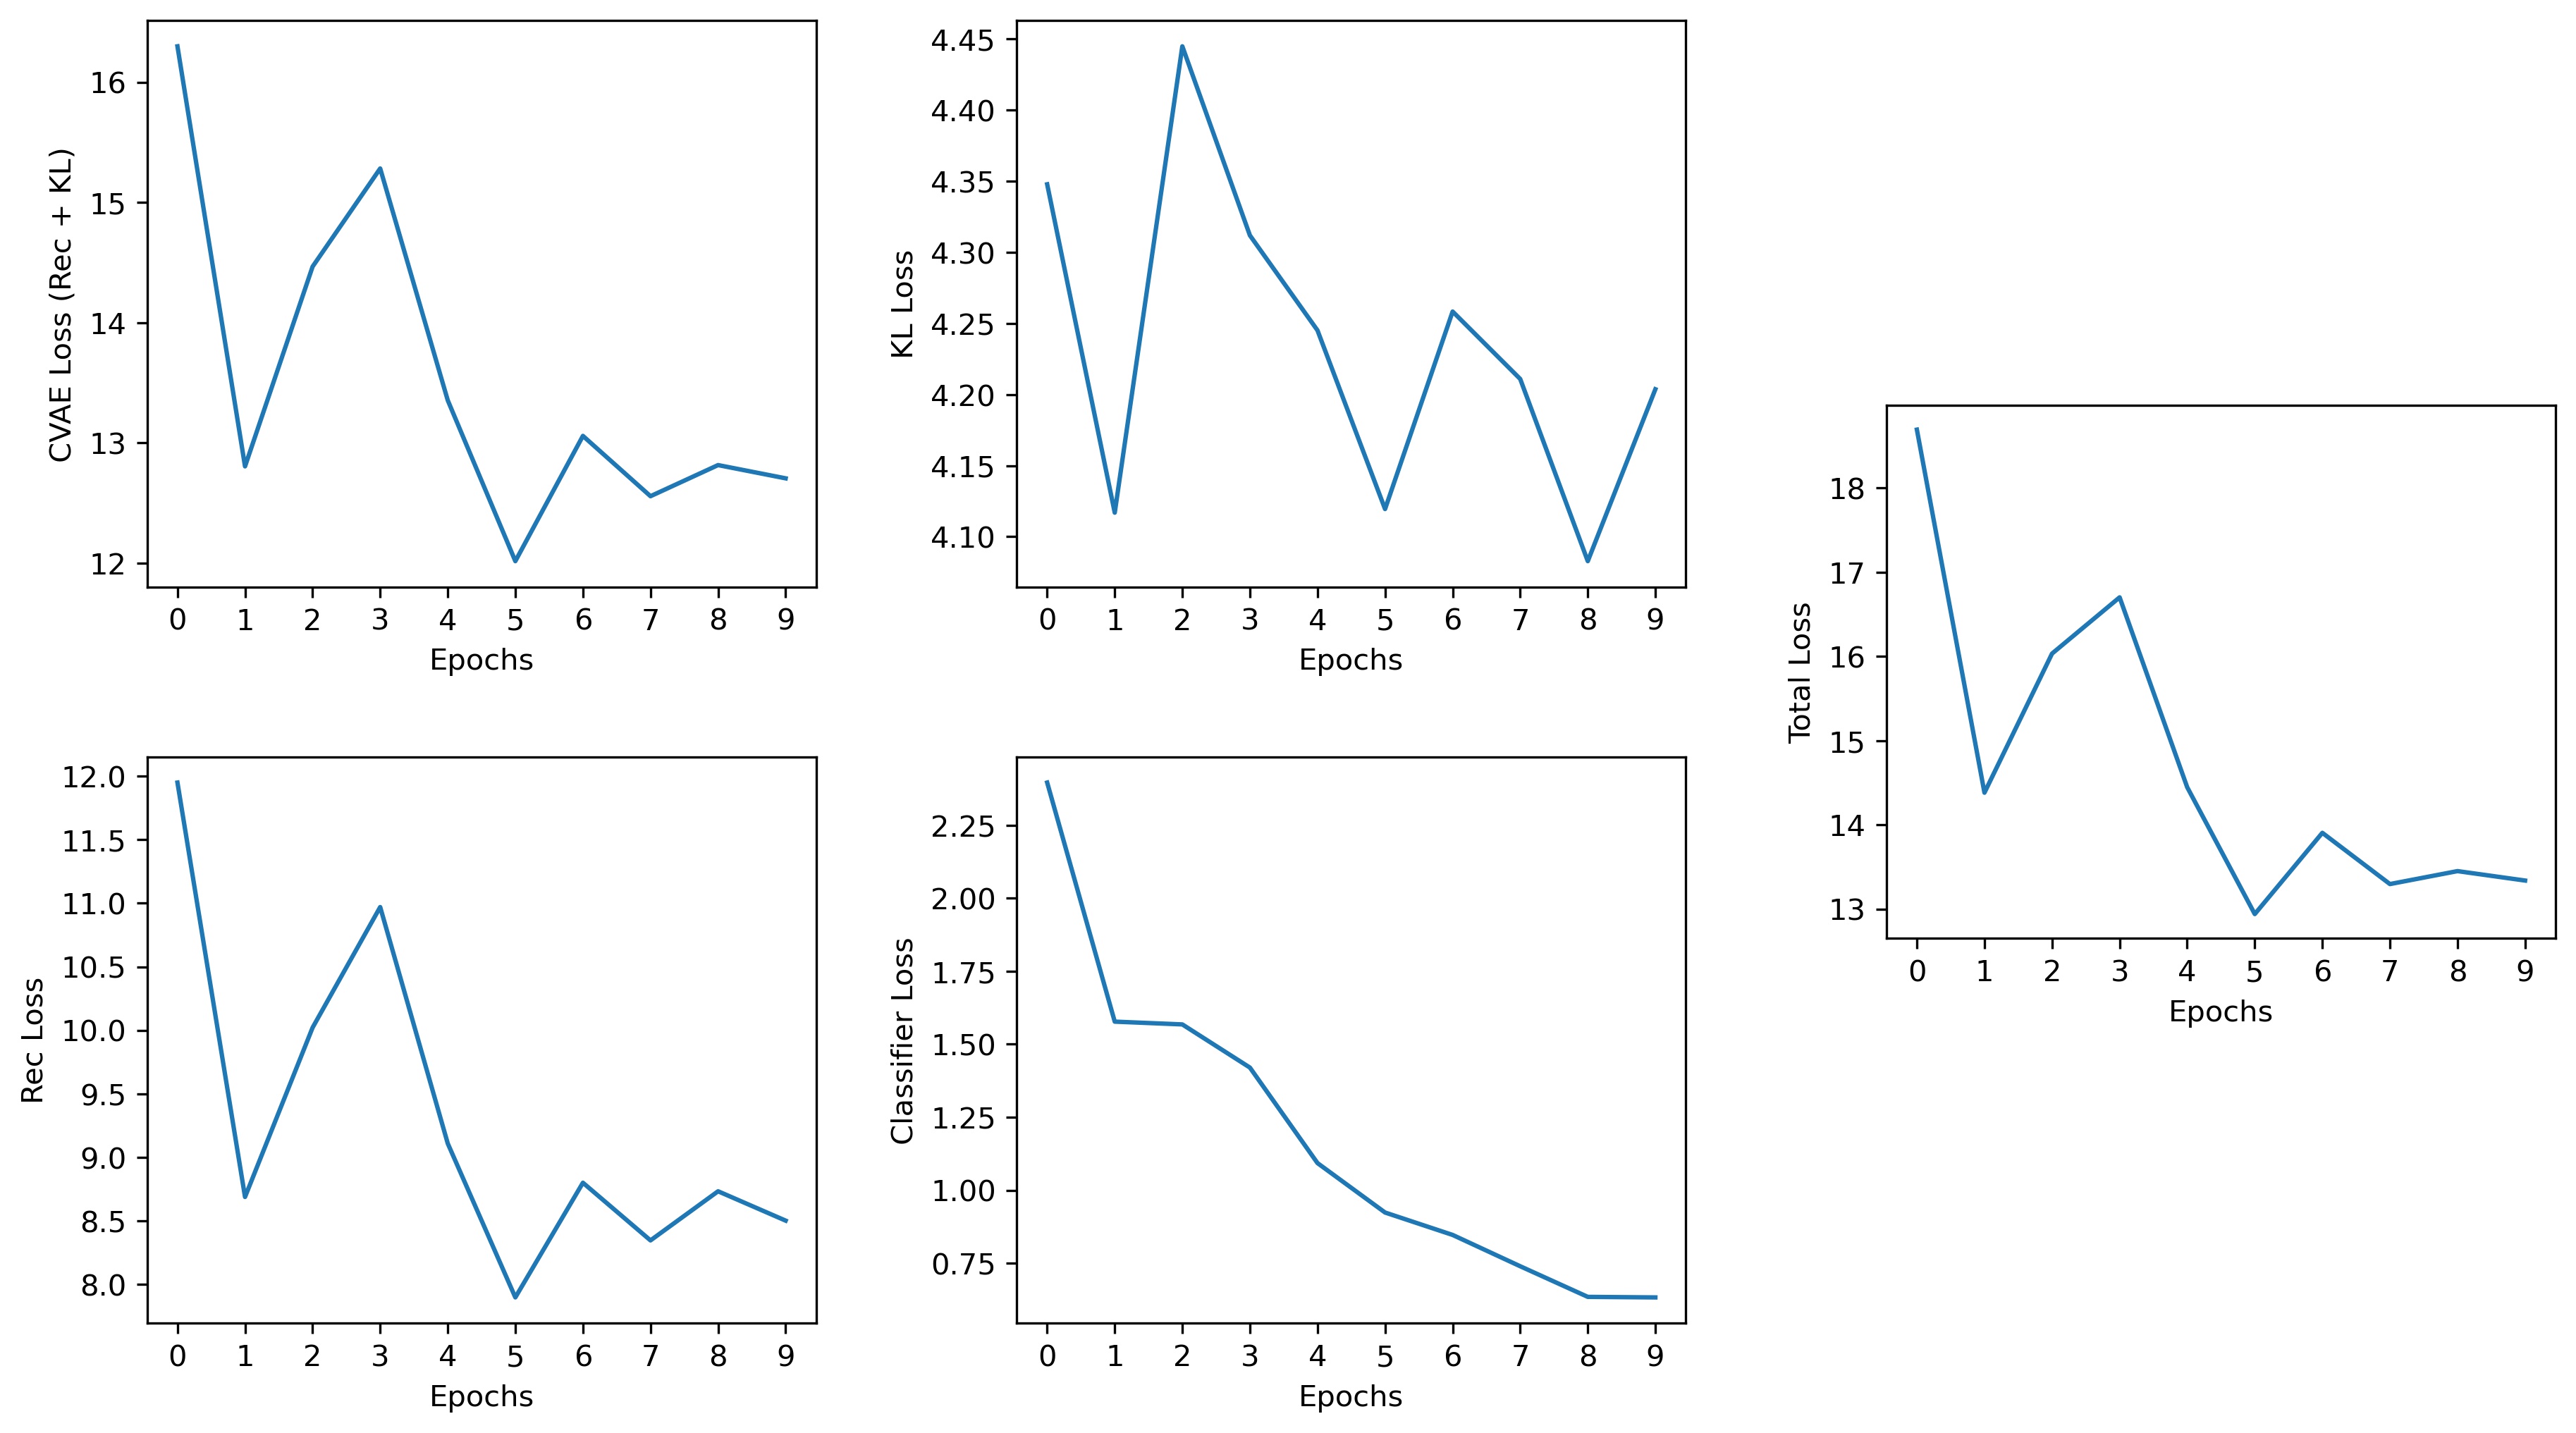 CVAE Loss (Rec + KL)
16
15
14
13
12
0 1 2 3 4 5 6 7 8 9
Epochs
KL Loss
4.45
4.40
4.35
4.30
4.25
4.20
4.15
4.10
0 1 2 3 4 5 6 7 8 9
Epochs
Rec Loss
12.0
11.5
11.0
10.5
10.0
9.5
9.0
8.5
8.0
0 1 2 3 4 5 6 7 8 9
Epochs
Classifier Loss
2.25
2.00
1.75
1.50
1.25
1.00
0.75
0 1 2 3 4 5 6 7 8 9
Epochs
Total Loss
18
17
16
15
14
13
0 1 2 3 4 5 6 7 8 9
Epochs